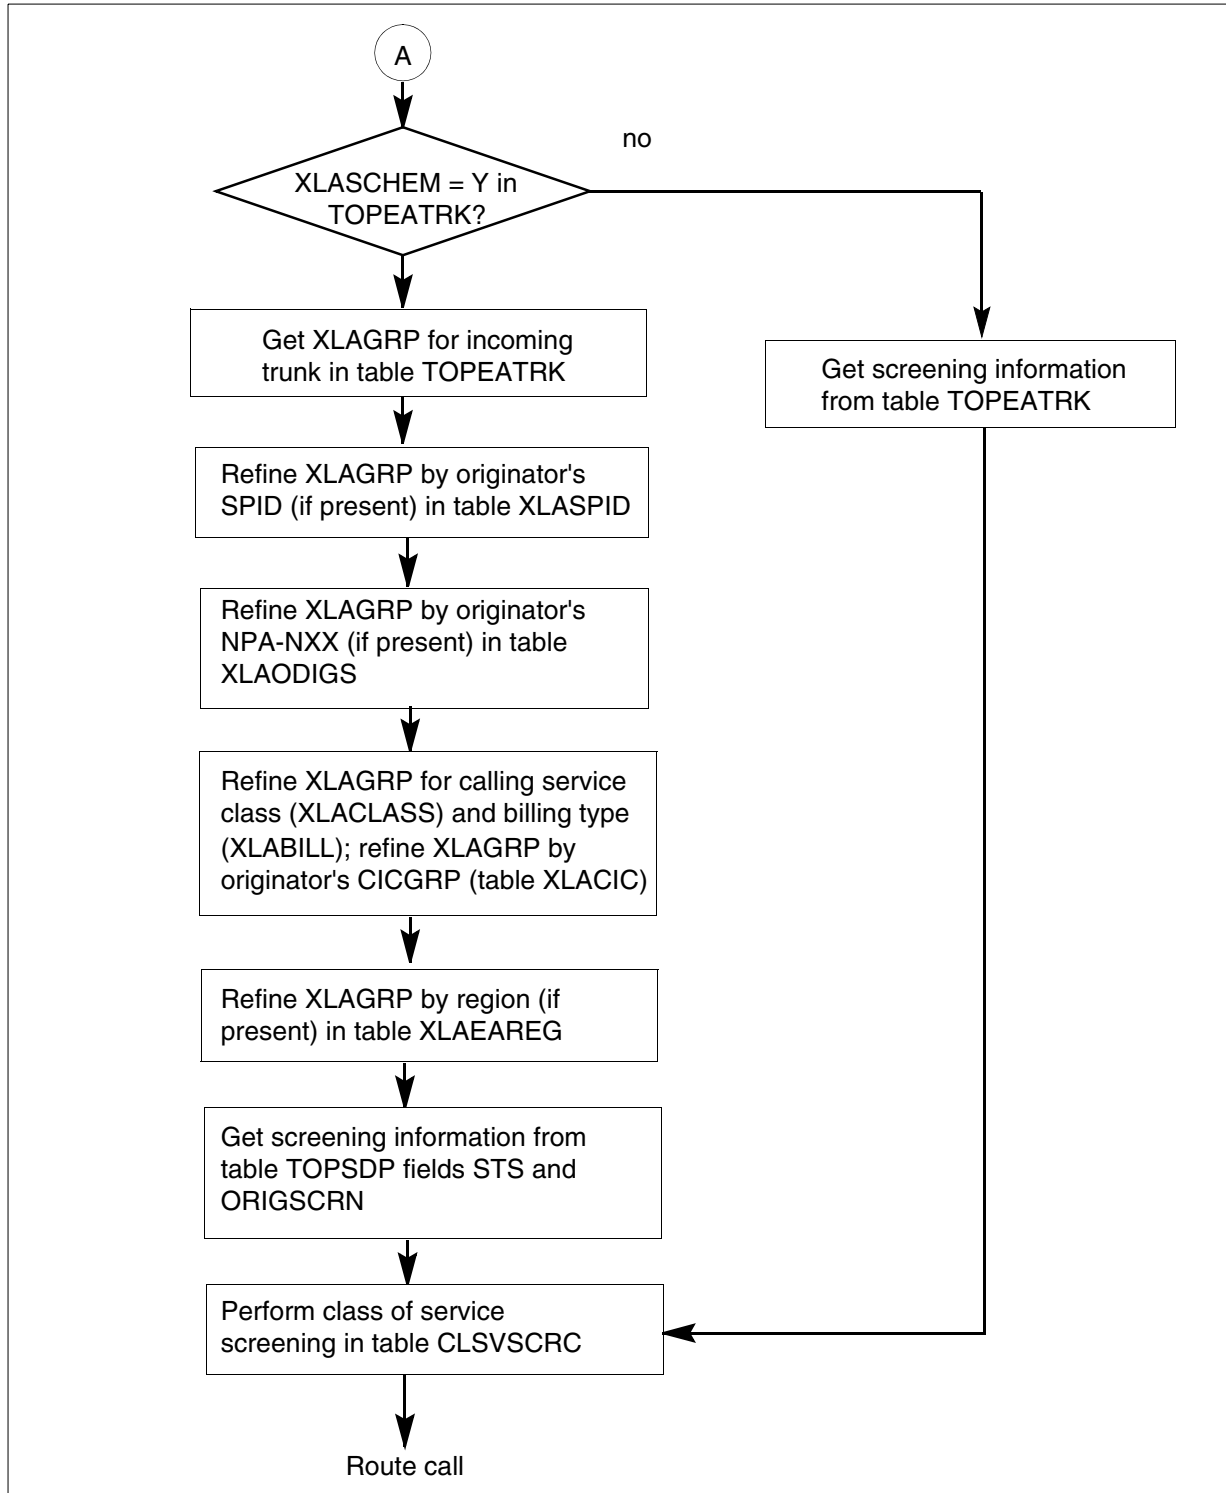 A
no
XLASCHEM = Y in
TOPEATRK?
Get XLAGRP for incoming
trunk in table TOPEATRK
Get screening information
from table TOPEATRK
Refine XLAGRP by originator's
SPID (if present) in table XLASPID
Refine XLAGRP by originator's
NPA-NXX (if present) in table
XLAODIGS
Refine XLAGRP for calling service
class (XLACLASS) and billing type
(XLABILL); refine XLAGRP by
originator's CICGRP (table XLACIC)
Refine XLAGRP by region (if
present) in table XLAEAREG
Get screening information from
table TOPSDP fields STS and
ORIGSCRN
Perform class of service
screening in table CLSVSCRC
Route call